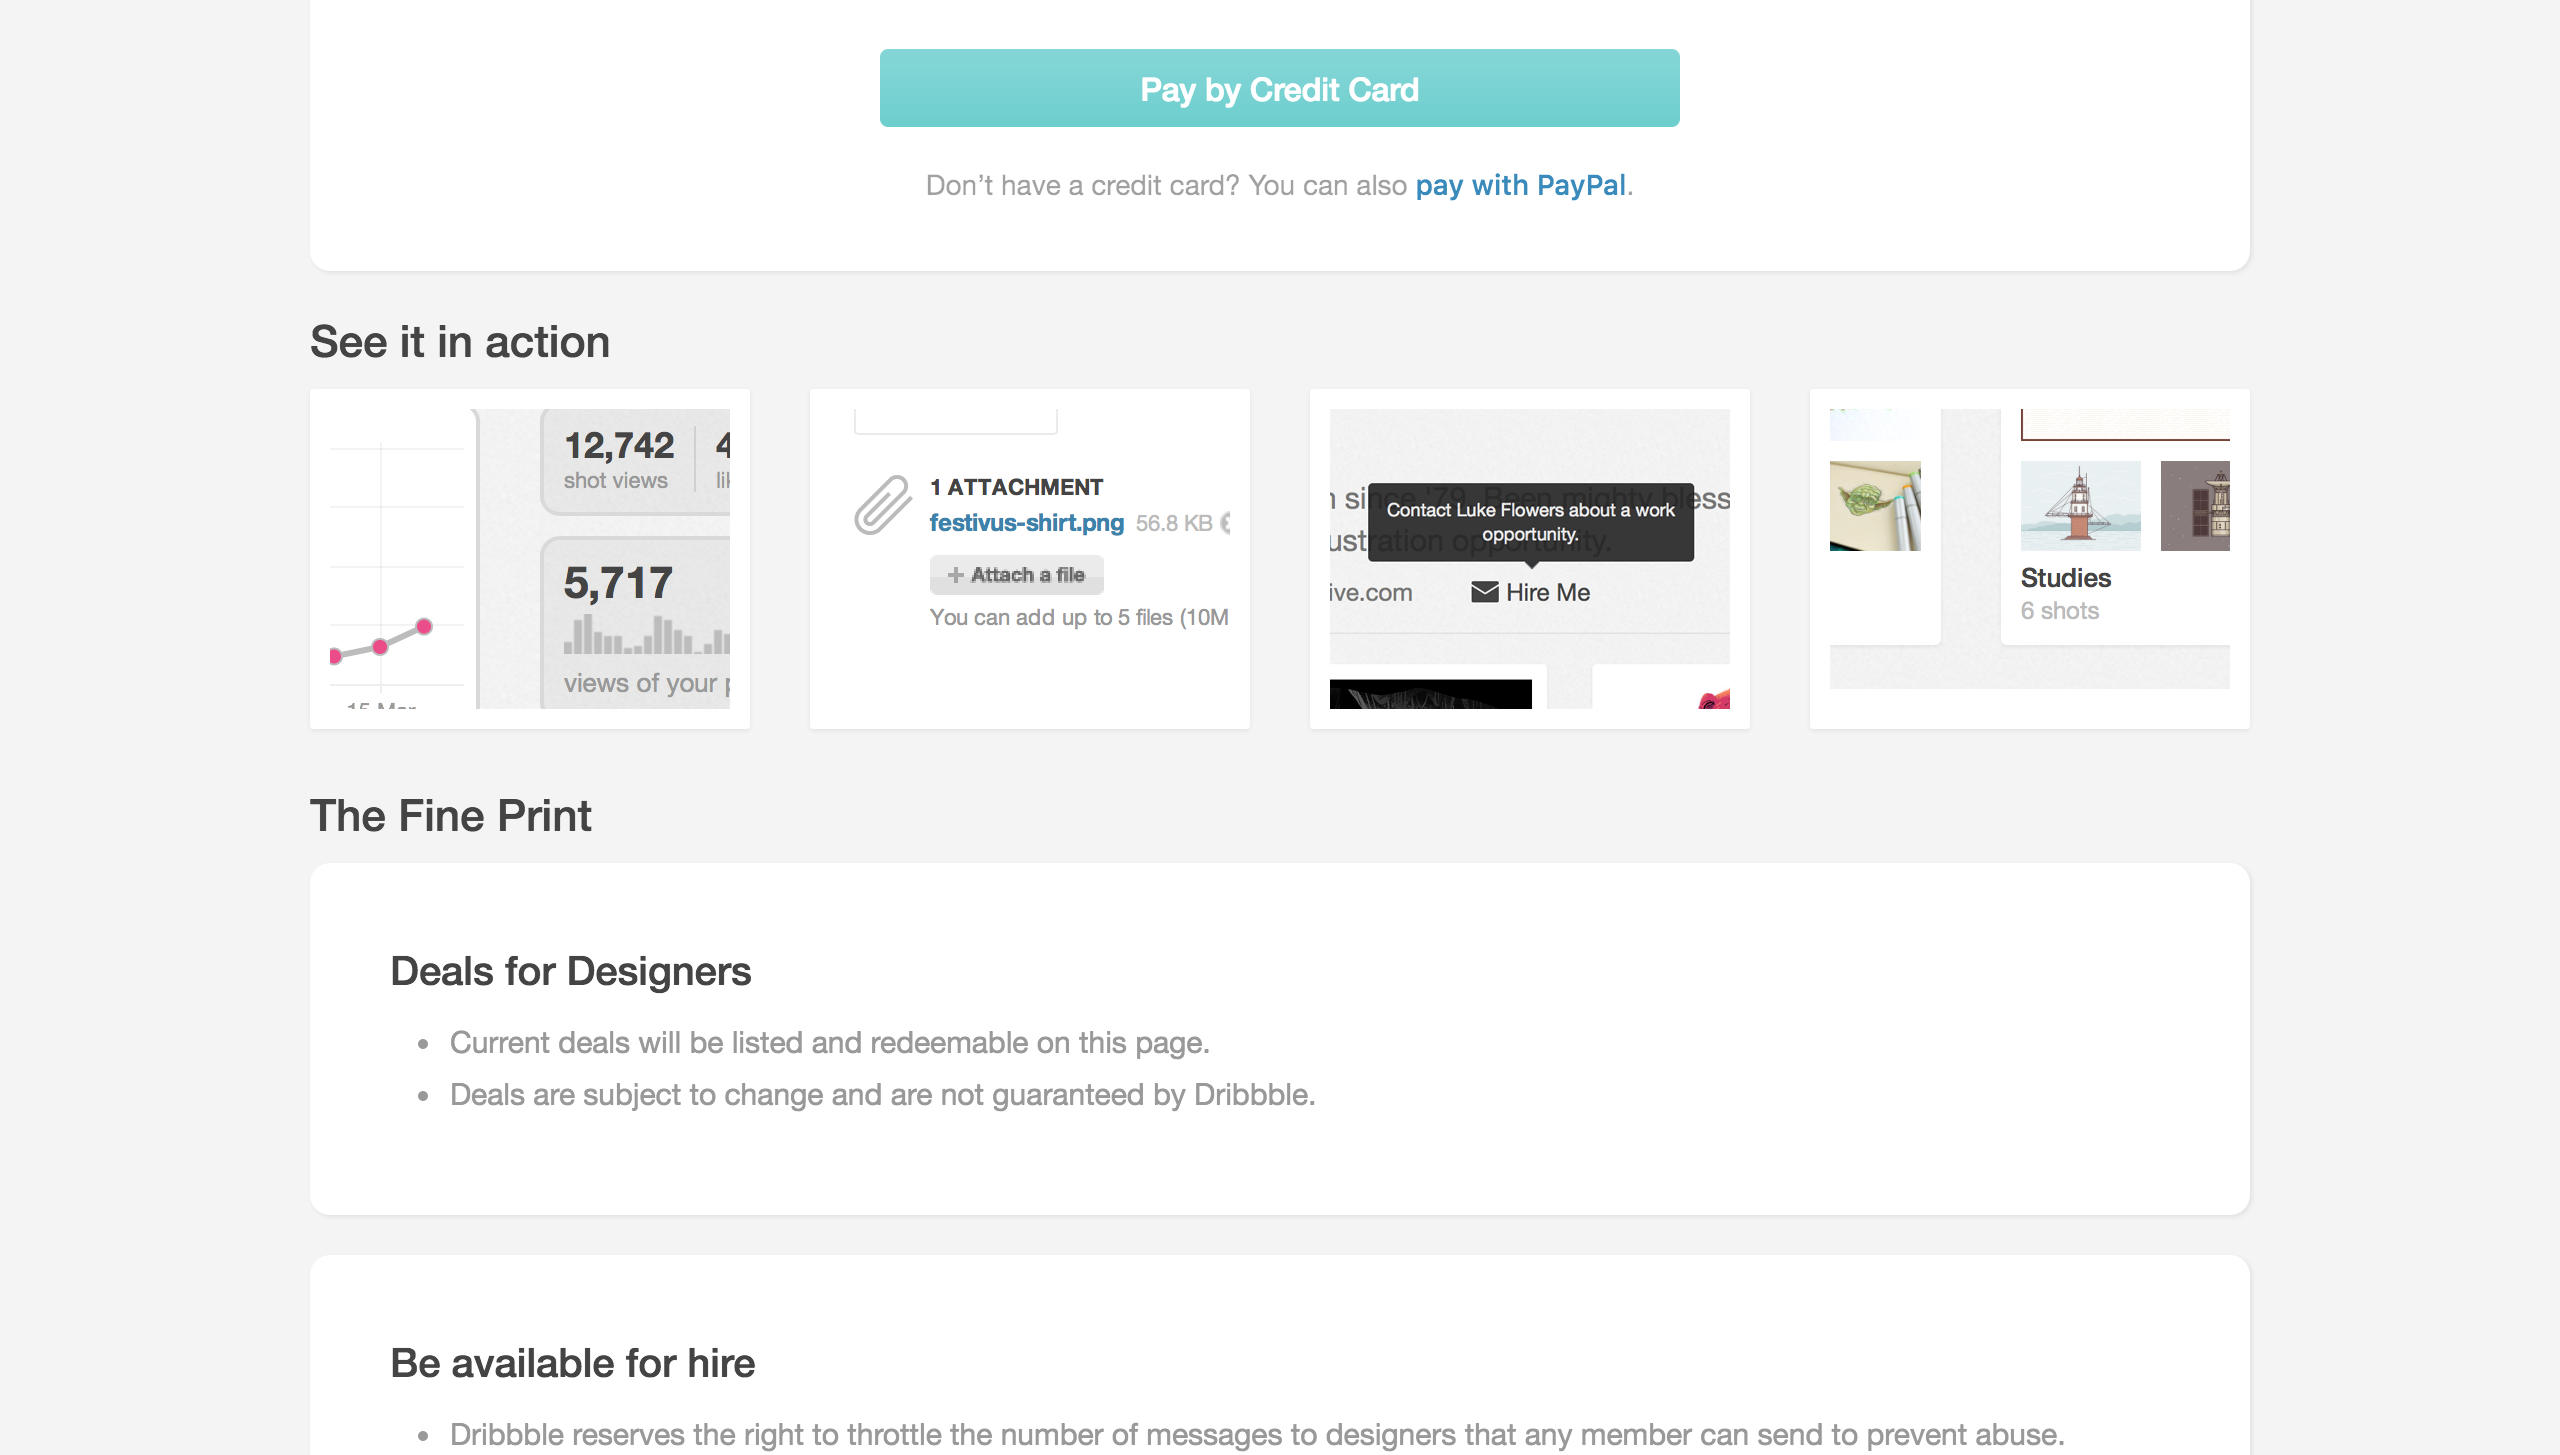 Pay by Credit Card
Don’t have a credit card? You can also pay with PayPal.
See it in action
12,742
shot views
5,717
views of your
1 ATTACHMENT
festivus-shirt.png 56.8 KB
+ Attach a file
You can add up to 5 files (10M
since '79. Been mighty
Contact Luke Flowers about a work
opportunity.
opportunity.
ive.com
Hire Me
Studies
6 shots
The Fine Print
Deals for Designers
• Current deals will be listed and redeemable on this page.
• Deals are subject to change and are not guaranteed by Dribbble.
Be available for hire
• Dribbble reserves the right to throttle the number of messages to designers that any member can send to prevent abuse.